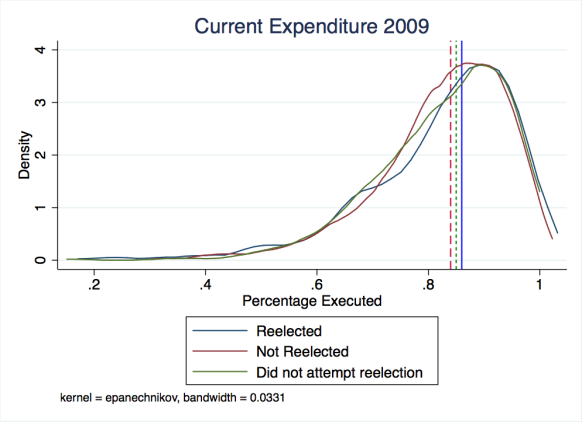 Current Expenditure 2009
4
3
2
1
0
Density
.2 .4 .6 .8 1
Percentage Executed
Reelected
Not Reelected
Did not attempt reelection
kernel = epanechnikov, bandwidth = 0.0331